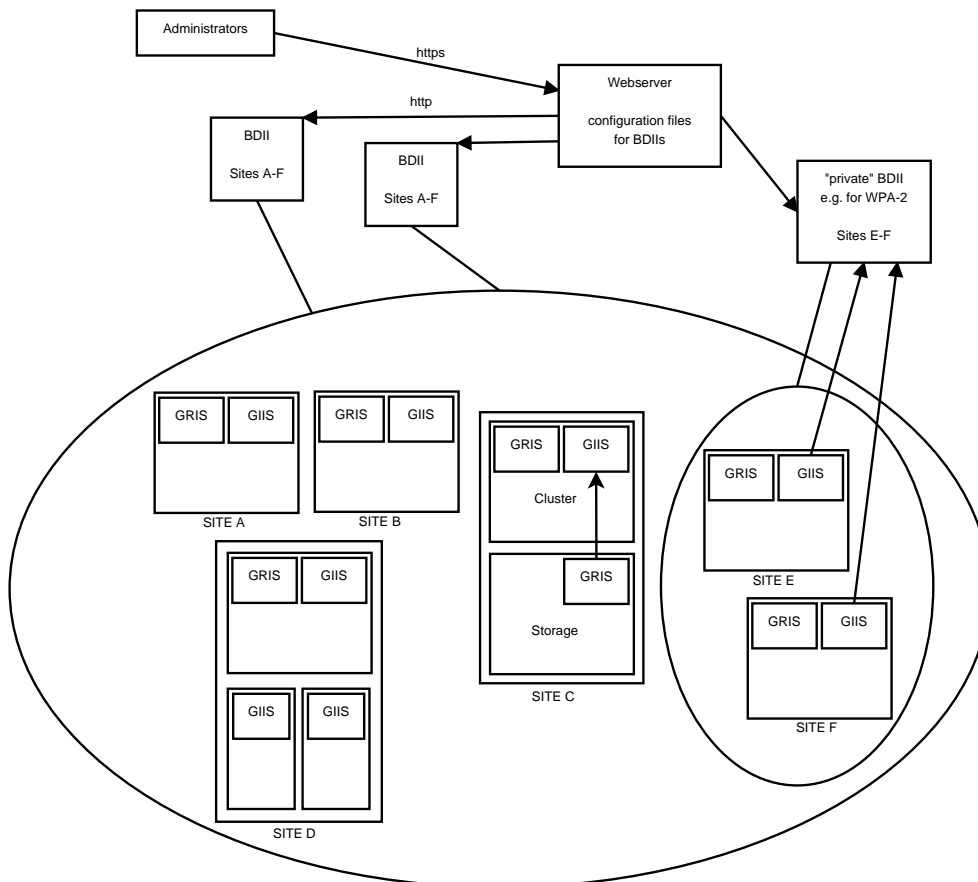 Administrators
https
Webserver
configuration files
for BDIIs
http
BDII
Sites A-F
BDII
Sites A-F
"private" BDII
e.g. for WPA-2
Sites E-F
GRIS
GIIS
SITE A
GRIS
GIIS
SITE B
GRIS
GIIS
Cluster
GRIS
Storage
SITE C
GRIS
GIIS
SITE E
GRIS
GIIS
SITE F
GRIS
GIIS
GIIS
GIIS
SITE D